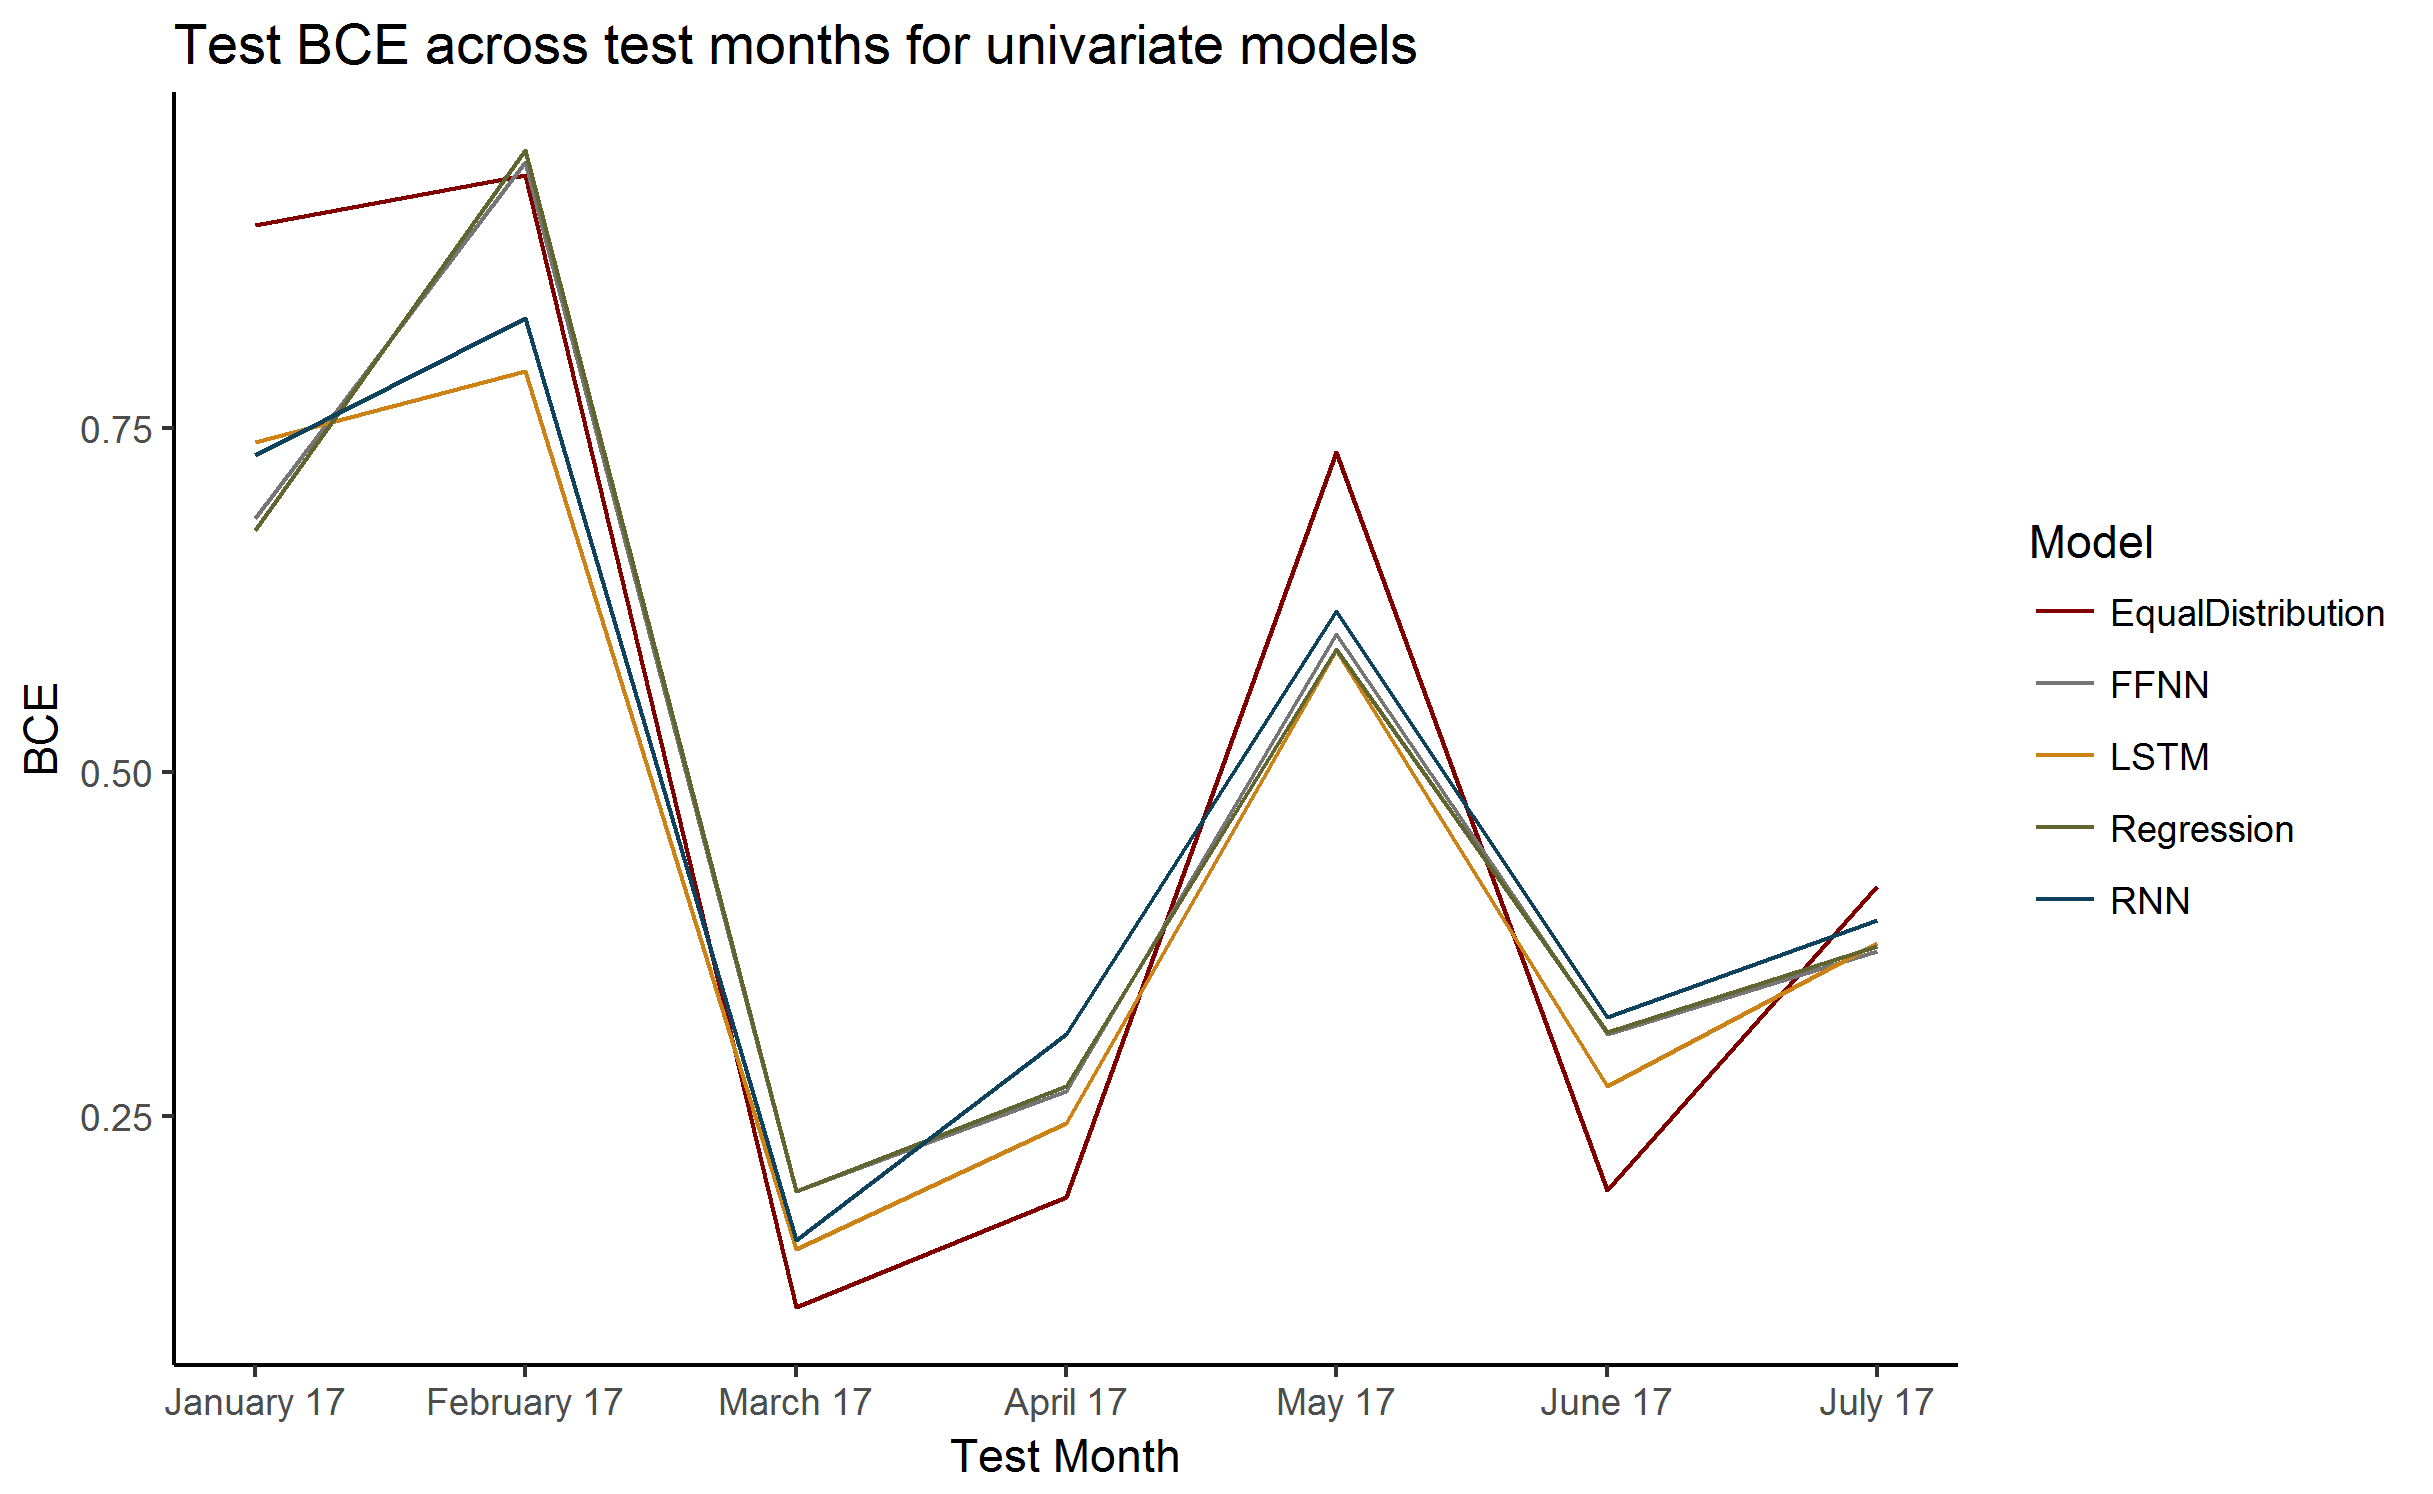 Test BCE across test months for univariate models
BCE
0.75
0.50
0.25
January 17
February 17
March 17
April 17
May 17
June 17
July 17
Test Month
Model
EqualDistribution
FFNN
LSTM
Regression
RNN